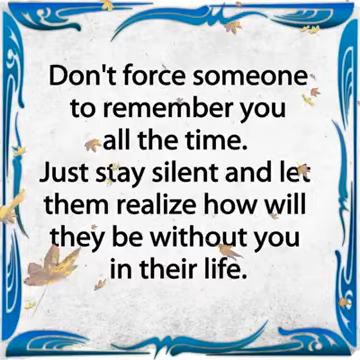 Don't force someone
to remember you
all the time.
Just stay silent and let
them realize how will
they be without you
in their life.